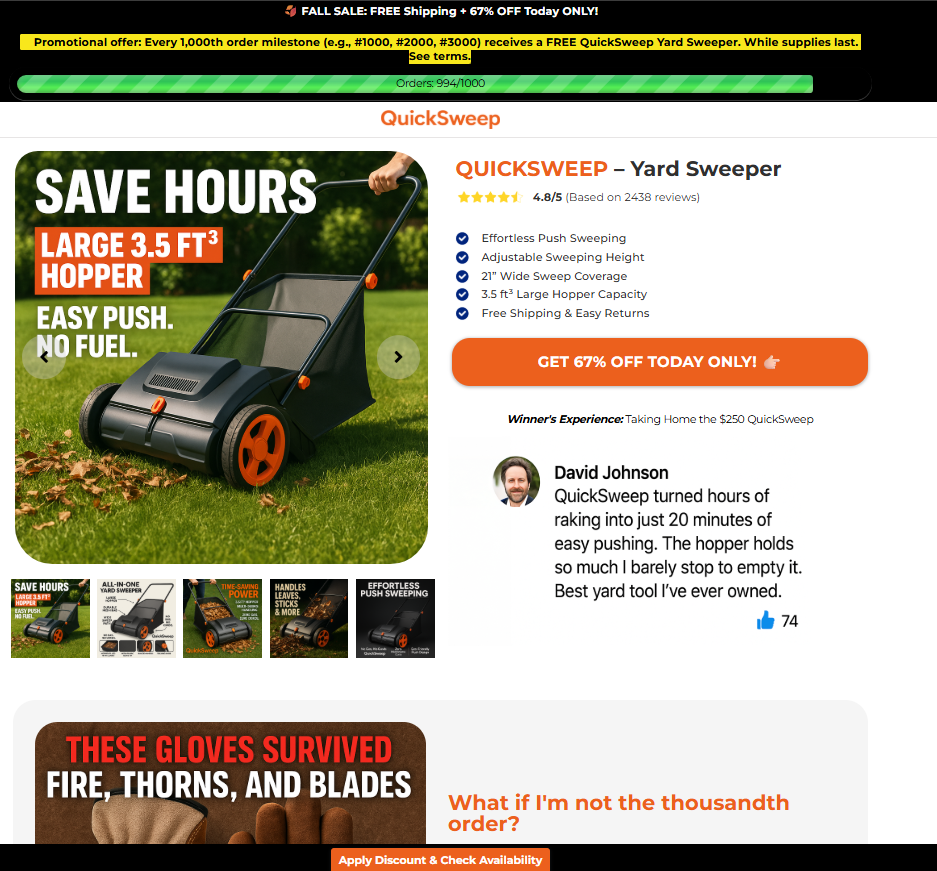 FALL SALE: FREE Shipping + 67% OFF Today ONLY!
Promotional offer: Every 1,000th order milestone (e.g., #1000, #2000, #3000) receives a FREE QuickSweep Yard Sweeper. While supplies last.
See terms.
Orders: 994/1000
QuickSweep
SAVE HOURS
LARGE 3.5 FT³
HOPPER
EASY PUSH.
NO FUEL.
QUICKSWEEP – Yard Sweeper
4.8/5 (Based on 2438 reviews)
Effortless Push Sweeping
Adjustable Sweeping Height
21” Wide Sweep Coverage
3.5 ft³ Large Hopper Capacity
Free Shipping & Easy Returns
GET 67% OFF TODAY ONLY!
Winner's Experience: Taking Home the $250 QuickSweep
David Johnson
QuickSweep turned hours of
raking into just 20 minutes of
easy pushing. The hopper holds
so much I barely stop to empty it.
Best yard tool I’ve ever owned.
74
SAVE HOURS
LARGE 3.5 FT³
HOPPER
EASY PUSH.
NO FUEL
ALL-IN-ONE
YARD SWEEPER
QuickSweep
TIME-SAVING
POWER
QuickSweep
HANDLES
LEAVES,
STICKS
& MORE
EFFORTLESS
PUSH SWEEPING
QuickSweep
THESE GLOVES SURVIVED
FIRE, THORNS, AND BLADES
What if I'm not the thousandth
order?
Apply Discount & Check Availability